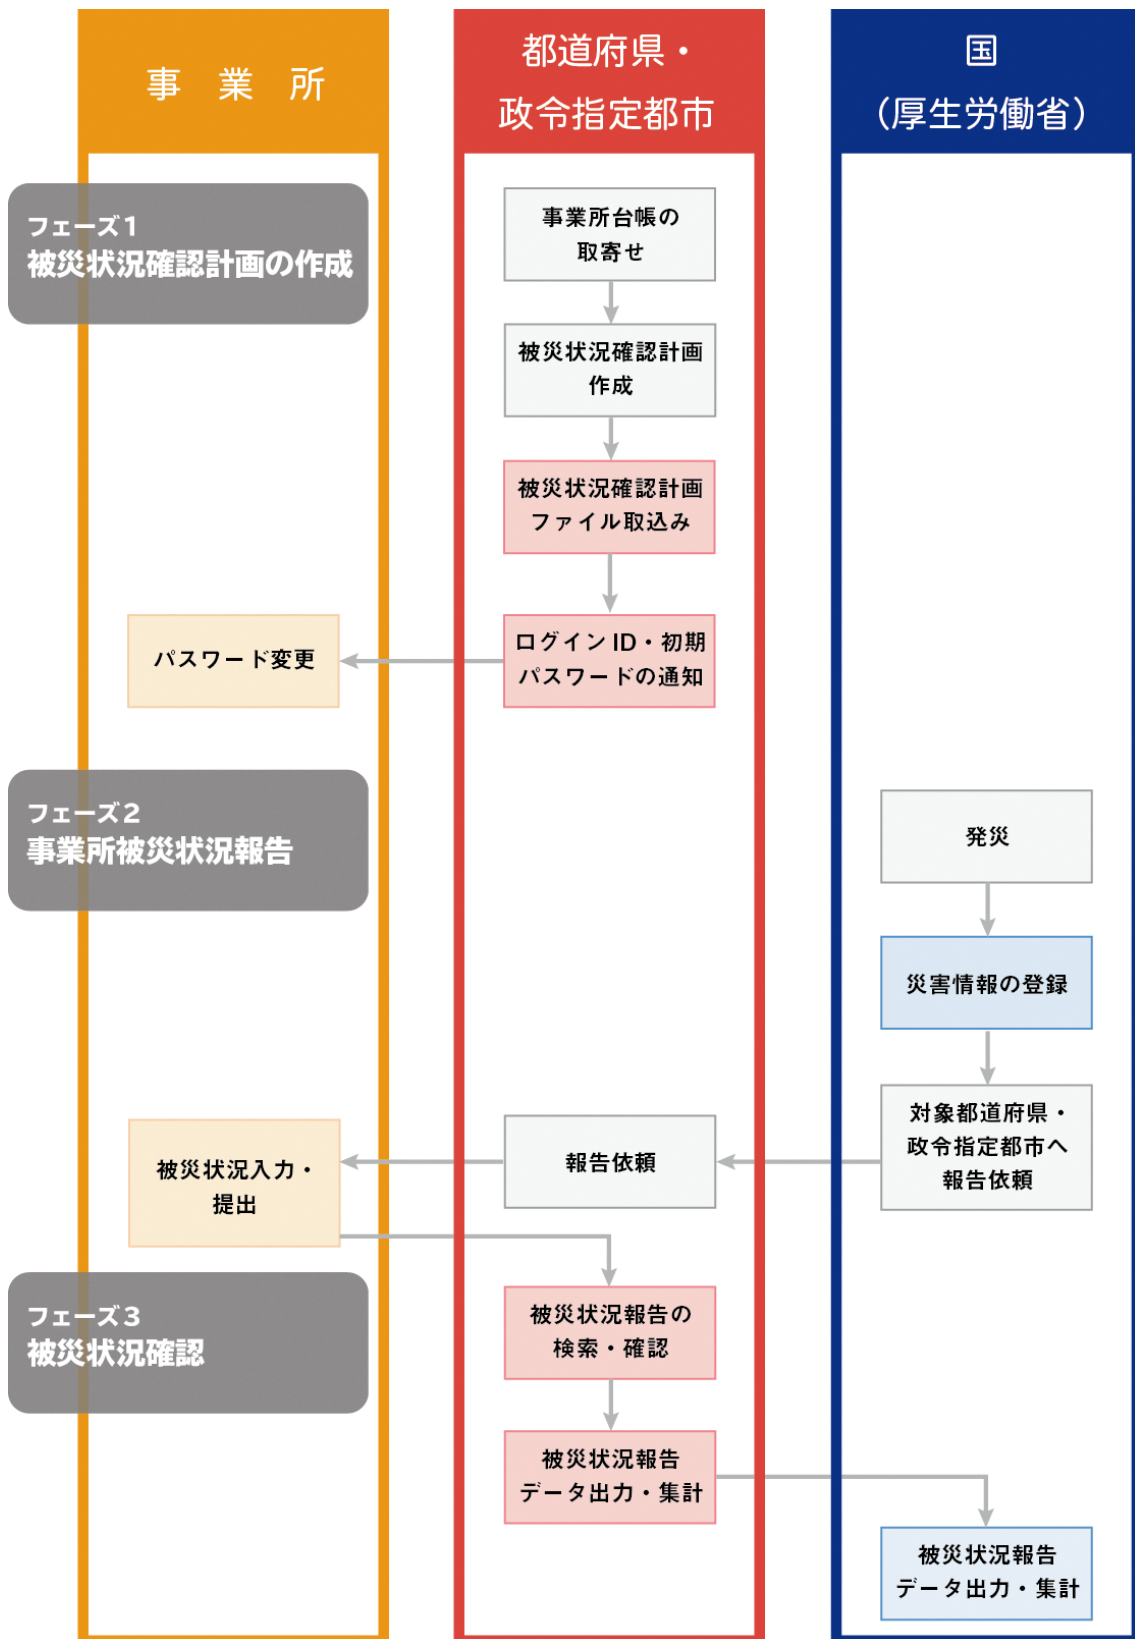 事 業 所
都道府県・
政令指定都市
国
（厚生労働省）
フェーズ１
被災状況確認計画の作成
事業所台帳の
取寄せ
被災状況確認計画
作成
被災状況確認計画
ファイル取込み
ログイン ID・初期
パスワードの通知
パスワード変更
フェーズ２
事業所被災状況報告
発災
災害情報の登録
対象都道府県・
政令指定都市へ
報告依頼
報告依頼
被災状況入力・
提出
フェーズ３
被災状況確認
被災状況報告の
検索・確認
被災状況報告
データ出力・集計
被災状況報告
データ出力・集計